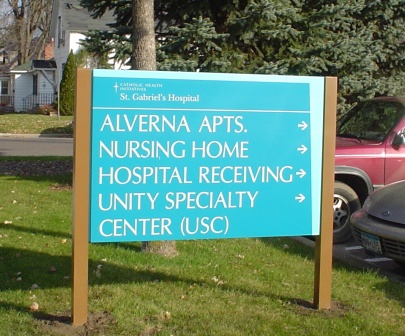 CATHOLIC HEALTH
INITIATIVES
St. Gabriel's Hospital
ALVERNA APTS. →
NURSING HOME →
HOSPITAL RECEIVING →
UNITY SPECIALTY →
CENTER (USC)